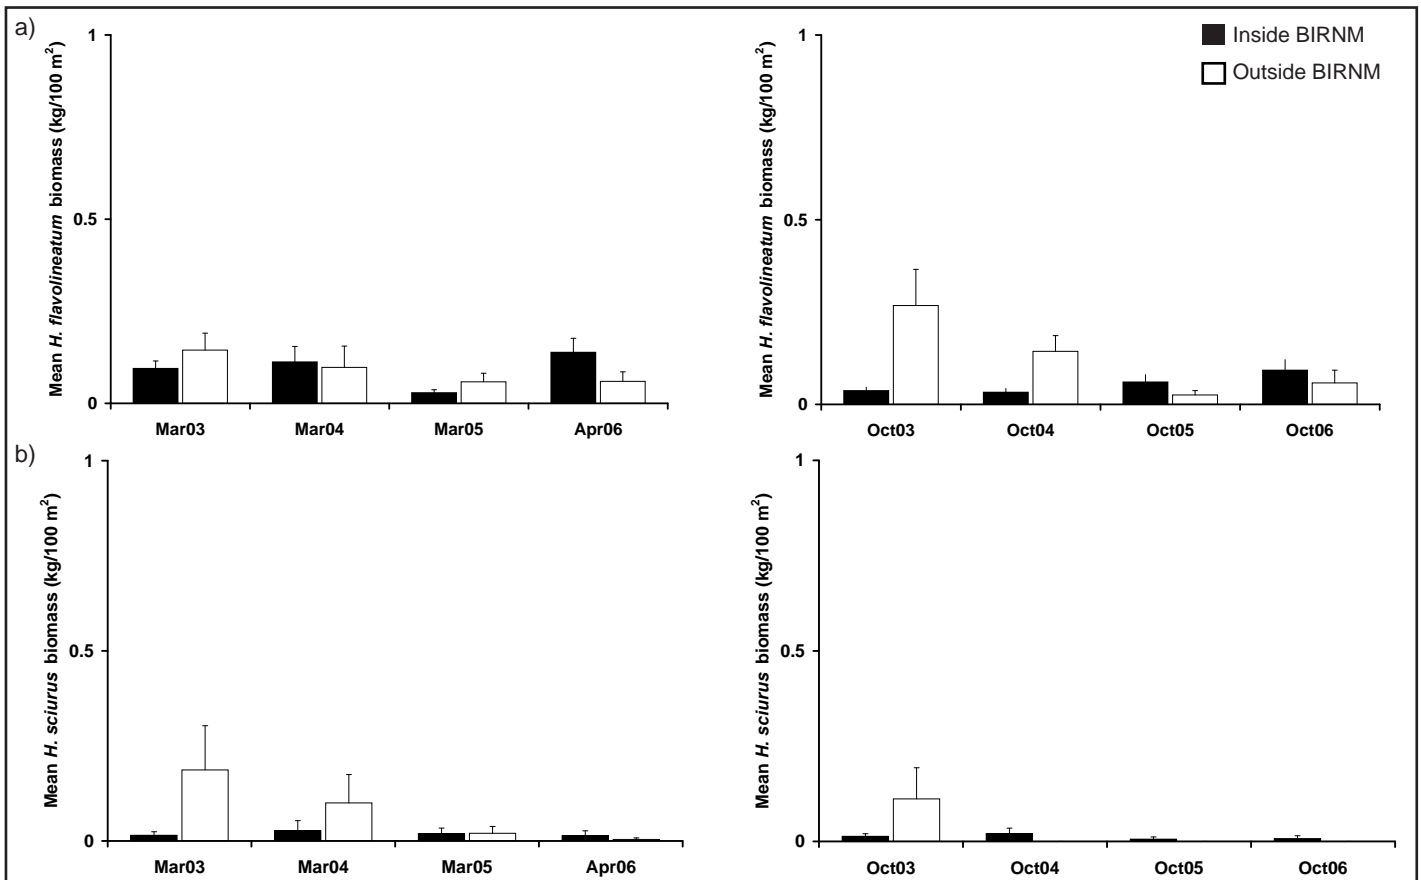 a)
Mean H. flavolineatum biomass (kg/100 m²)
1
0.5
0
Mar03 Mar04 Mar05 Apr06
Mean H. flavolineatum biomass (kg/100 m²)
1
0.5
0
Oct03 Oct04 Oct05 Oct06
Inside BIRNM
Outside BIRNM
b)
Mean H. sciurus biomass (kg/100 m²)
1
0.5
0
Mar03 Mar04 Mar05 Apr06
Mean H. sciurus biomass (kg/100 m²)
1
0.5
0
Oct03 Oct04 Oct05 Oct06